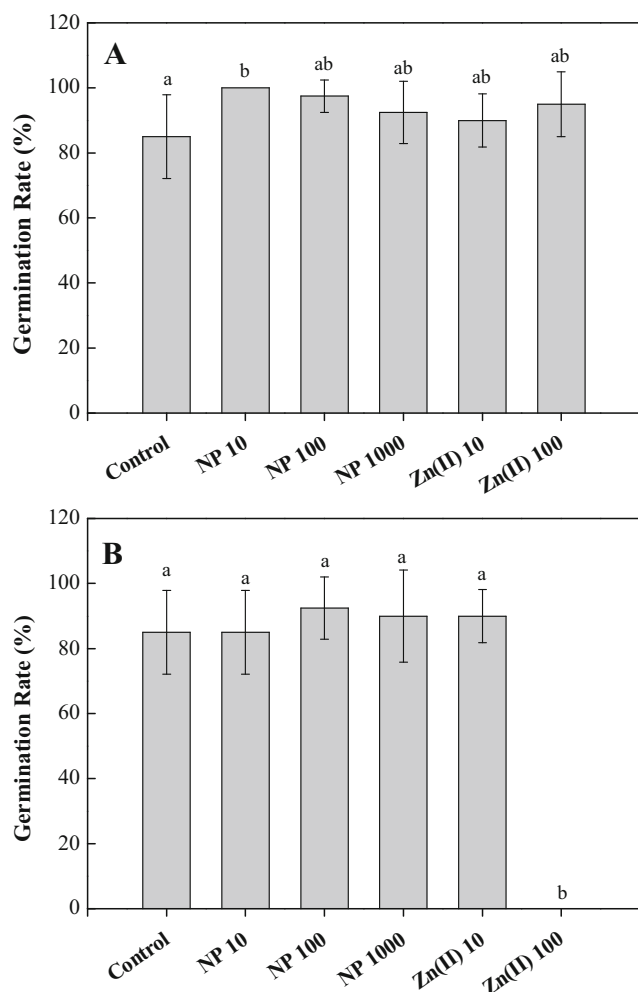 A
120
100
80
60
40
20
0
Germination Rate (%)
a
b
ab
ab
ab
ab
Control
NP 10
NP 100
NP 1000
Zn(II) 10
Zn(II) 100
B
120
100
80
60
40
20
0
Germination Rate (%)
a
a
a
a
a
b
Control
NP 10
NP 100
NP 1000
Zn(II) 10
Zn(II) 100